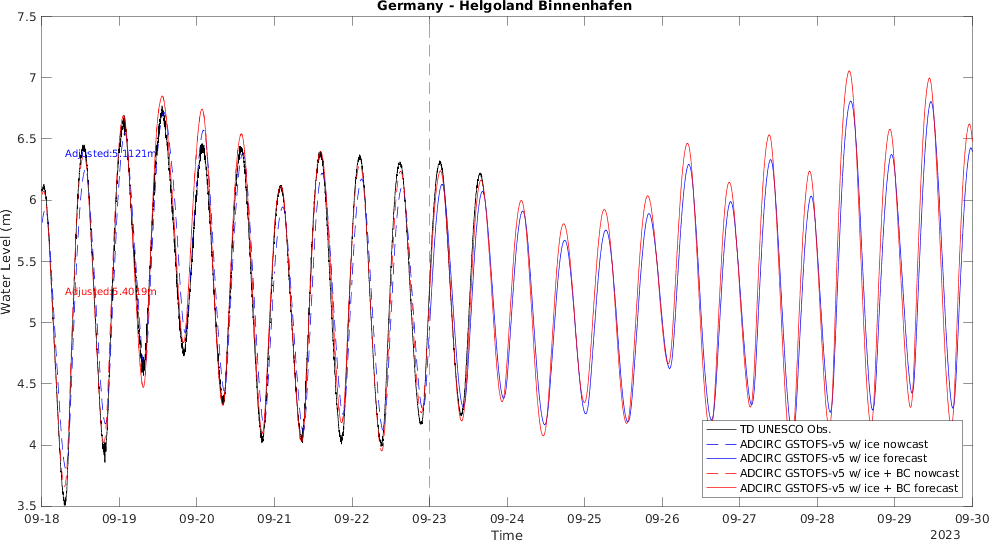 Germany - Helgoland Binnenhafen
7.5
7
6.5
6
5.5
5
4.5
4
3.5
Water Level (m)
Adjusted:5.1121m
Adjusted:5.4019m
TD UNESCO Obs.
ADCIRC GSTOFS-v5 w/ ice nowcast
ADCIRC GSTOFS-v5 w/ ice forecast
ADCIRC GSTOFS-v5 w/ ice + BC nowcast
ADCIRC GSTOFS-v5 w/ ice + BC forecast
09-18 09-19 09-20 09-21 09-22 09-23 09-24 09-25 09-26 09-27 09-28 09-29 09-30
Time
2023